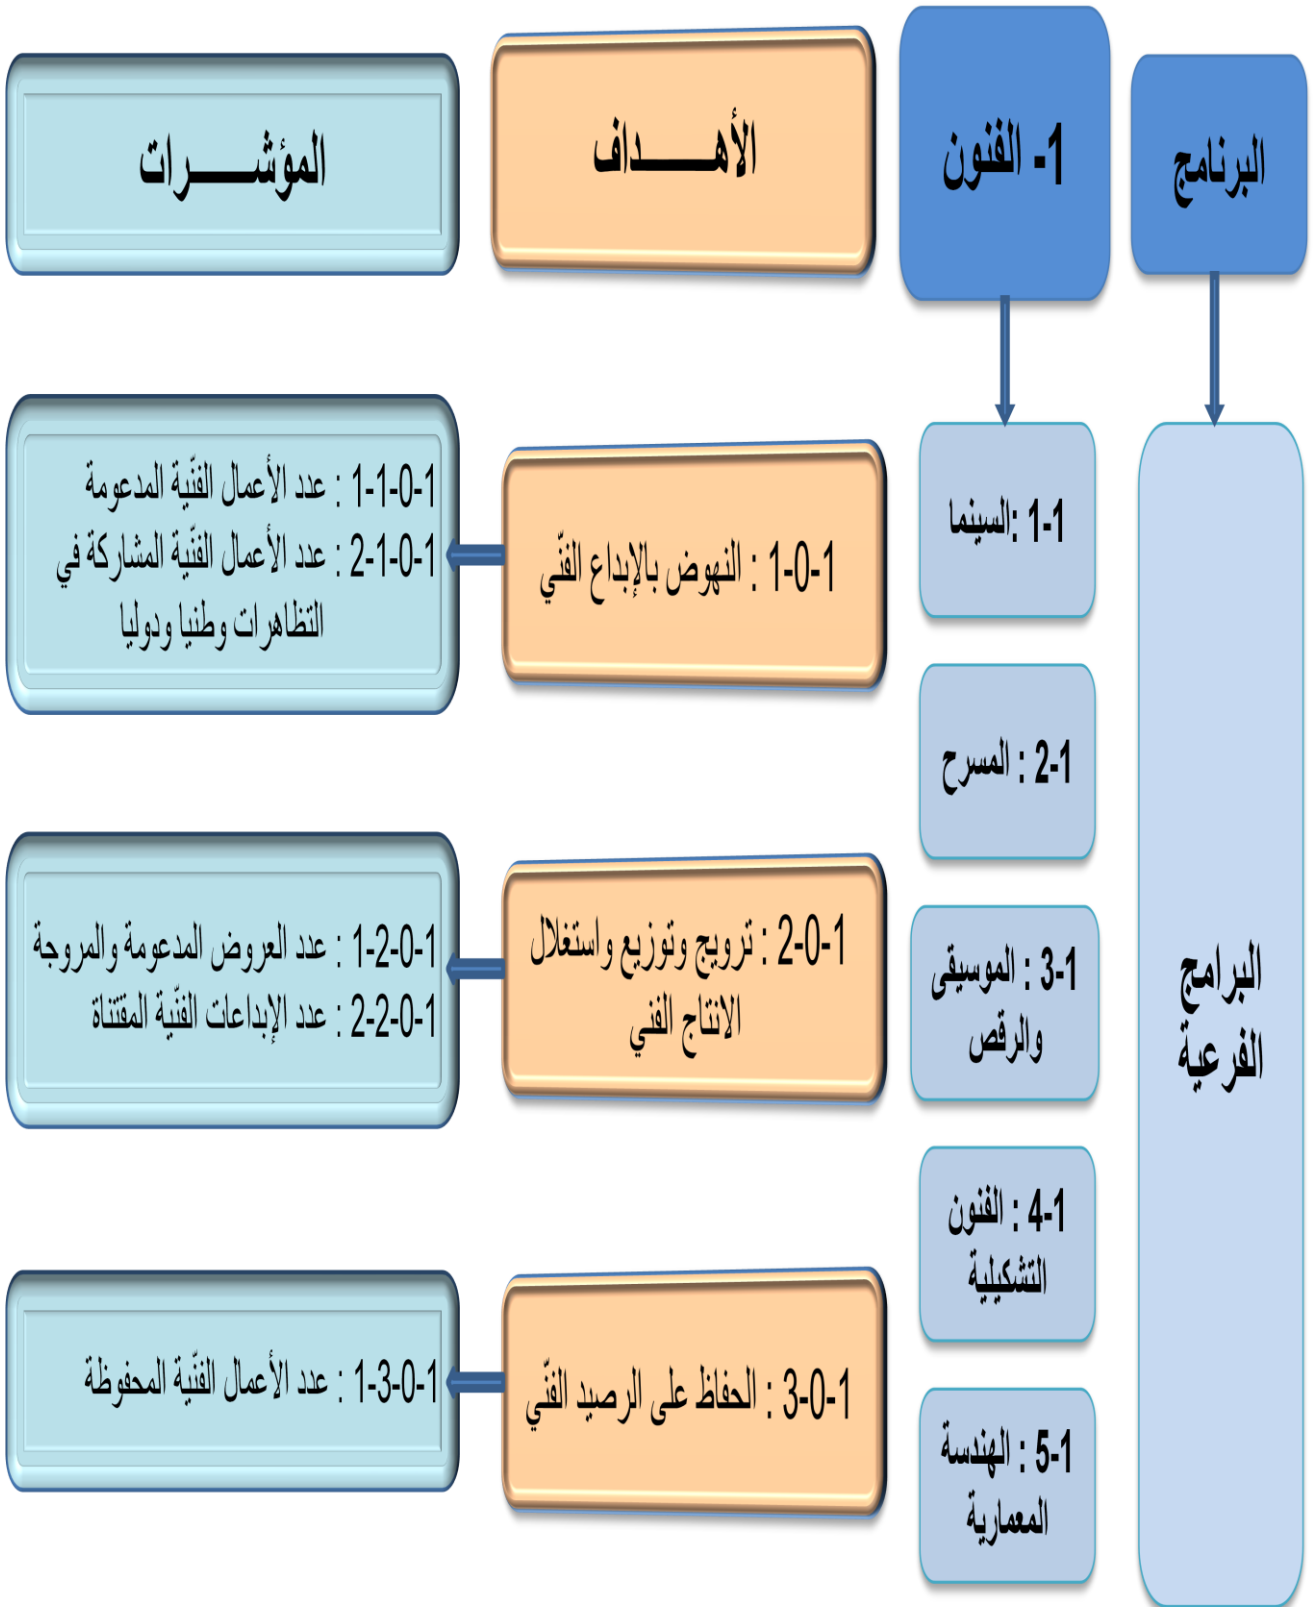 البرنامج
1- الفنون
الأهـــــــداف
المؤشـــــــرات
البرامج
الفرعية
1-1 :السينما
2-1 : المسرح
3-1 : الموسيقى
والرقص
4-1 : الفنون
التشكيلية
5-1 : الهندسة
المعمارية
1-0-1 : النهوض بالإبداع الفنّي
1-1-0-1 : عدد الأعمال الفنّية المدعومة
2-1-0-1 : عدد الأعمال الفنّية المشاركة في
التظاهرات وطنيا ودوليا
2-0-1 : ترويج وتوزيع واستغلال
الانتاج الفني
1-2-0-1 : عدد العروض المدعومة والمروجة
2-2-0-1 : عدد الإبداعات الفنّية المقتناة
3-0-1 : الحفاظ على الرصيد الفنّي
1-3-0-1 : عدد الأعمال الفنّية المحفوظة